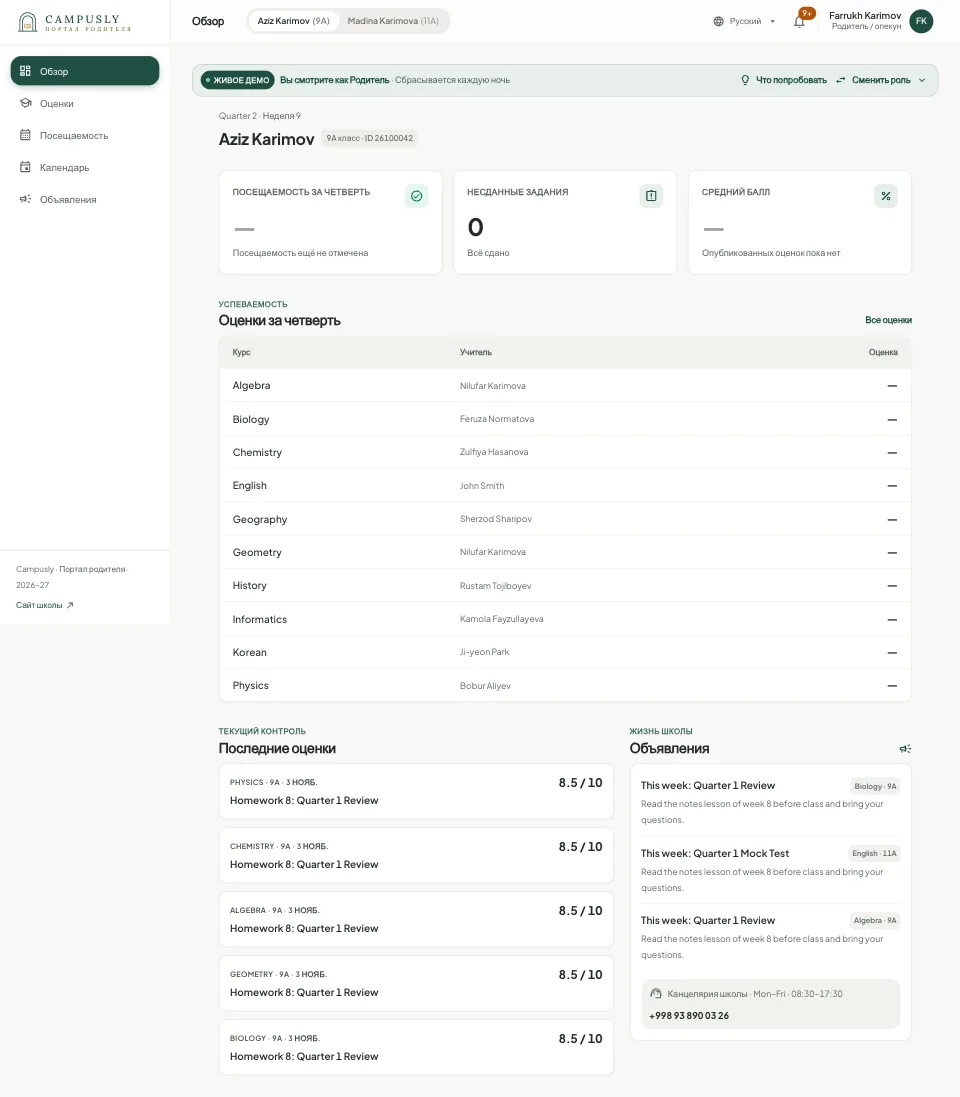 CAMPUSLY
ПОРТАЛ РОДИТЕЛЯ
Обзор
Оценки
Посещаемость
Календарь
Объявления
Campusly · Портал родителя ·
2026–27
Сайт школы
Обзор
Aziz Karimov (9A)
Madina Karimova (11A)
Русский
9+
Farrukh Karimov
Родитель / опекун
FK
ЖИВОЕ ДЕМО
Вы смотрите как Родитель · Сбрасывается каждую ночь
Что попробовать
Сменить роль
Quarter 2 · Неделя 9
Aziz Karimov
9A класс · ID 26100042
ПОСЕЩАЕМОСТЬ ЗА ЧЕТВЕРТЬ
—
Посещаемость ещё не отмечена
НЕСДАННЫЕ ЗАДАНИЯ
0
Всё сдано
СРЕДНИЙ БАЛЛ
—
Опубликованных оценок пока нет
УСПЕВАЕМОСТЬ
Оценки за четверть
Все оценки
Курс Учитель Оценка
Algebra Nilufar Karimova —
Biology Feruza Normatova —
Chemistry Zulfiya Hasanova —
English John Smith —
Geography Sherzod Sharipov —
Geometry Nilufar Karimova —
History Rustam Tojiboyev —
Informatics Kamola Fayzullayeva —
Korean Ji-yeon Park —
Physics Bobur Aliyev —
ТЕКУЩИЙ КОНТРОЛЬ
Последние оценки
PHYSICS · 9A · 3 НОЯБ.
8.5 / 10
Homework 8: Quarter 1 Review
CHEMISTRY · 9A · 3 НОЯБ.
8.5 / 10
Homework 8: Quarter 1 Review
ALGEBRA · 9A · 3 НОЯБ.
8.5 / 10
Homework 8: Quarter 1 Review
GEOMETRY · 9A · 3 НОЯБ.
8.5 / 10
Homework 8: Quarter 1 Review
BIOLOGY · 9A · 3 НОЯБ.
8.5 / 10
Homework 8: Quarter 1 Review
ЖИЗНЬ ШКОЛЫ
Объявления
This week: Quarter 1 Review
Biology · 9A
Read the notes lesson of week 8 before class and bring your
questions.
This week: Quarter 1 Mock Test
English · 11A
Read the notes lesson of week 8 before class and bring your
questions.
This week: Quarter 1 Review
Algebra · 9A
Read the notes lesson of week 8 before class and bring your
questions.
Канцелярия школы · Mon–Fri · 08:30–17:30
+998 93 890 03 26